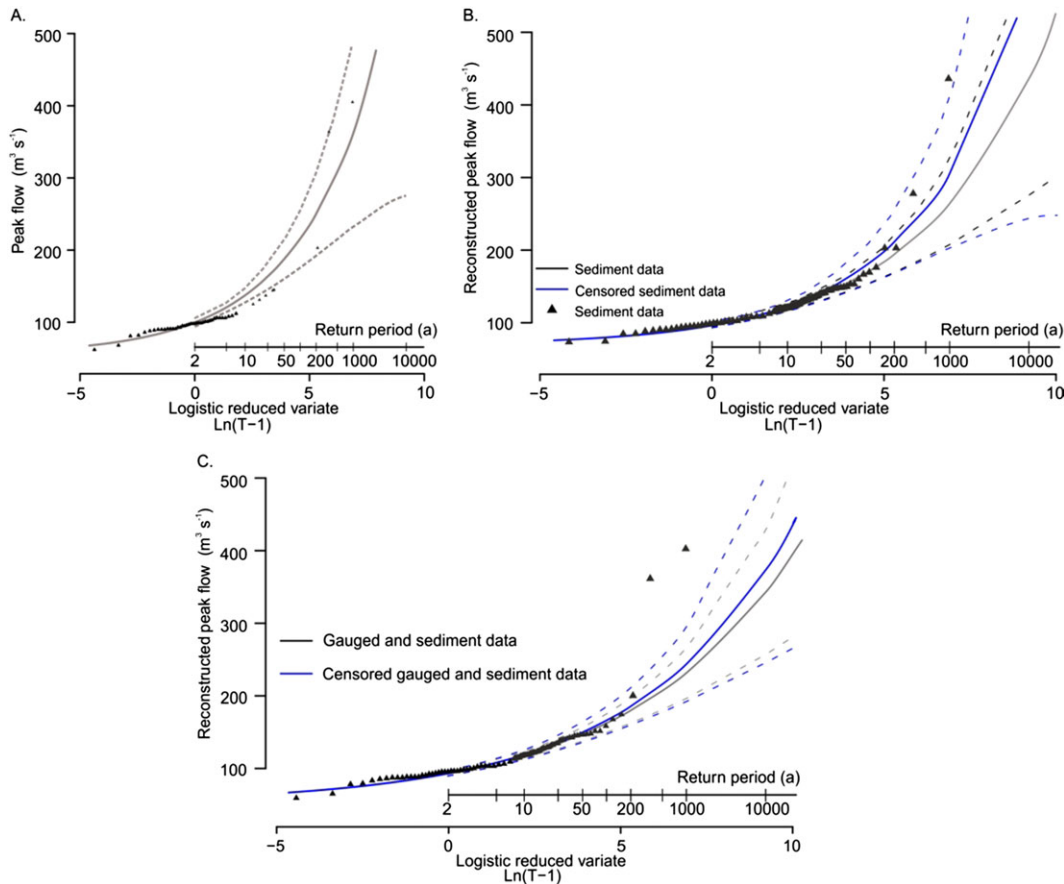 A.
500
400
300
200
100
Peak flow (m³ s⁻¹)
Return period (a)
2 10 50 200 1000 10000
−5 0 5 10
Logistic reduced variate
Ln(T−1)
B.
500
400
300
200
100
Reconstructed peak flow (m³ s⁻¹)
Sediment data
Censored sediment data
Sediment data
Return period (a)
2 10 50 200 1000 10000
−5 0 5 10
Logistic reduced variate
Ln(T−1)
C.
500
400
300
200
100
Reconstructed peak flow (m³ s⁻¹)
Gauged and sediment data
Censored gauged and sediment data
Return period (a)
2 10 50 200 1000 10000
−5 0 5 10
Logistic reduced variate
Ln(T−1)